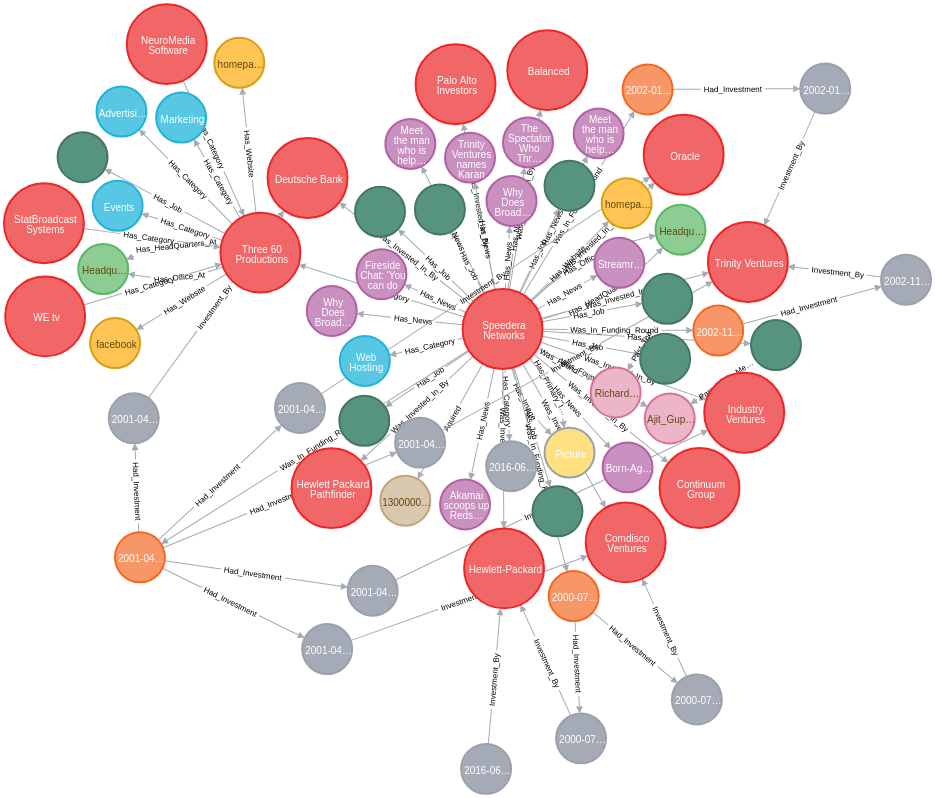 NeuroMedia
Software
homepa…
Advertisi…
Marketing
Palo Alto
Investors
Balanced
2002-01…
Had_Investment
2002-01…
Meet
the man
who is
help…
Trinity
Ventures
names
Karan
The
Spectator
Who
Thr…
Meet
the man
who is
help…
Oracle
Has_Category
Has_Category
Has_Website
Has_Category
Deutsche Bank
Investment_By
Has_Job
Events
StatBroadcast
Systems
Why
Does
Broad…
homepa…
Headqu…
Has_Category
Has_HeadQuarters_At
Three 60
Productions
Headqu…
Has_Office_At
Has_Category
Has_Website
Investment_By
Fireside
Chat: "You
can do
Streamr…
Trinity Ventures
Investment_By
2002-11…
Has_Job
Has_Job
Has_News
Has_News
WE tv
facebook
Why
Does
Broad…
Has_News
Speedera
Networks
Has_Job
Was_In_Funding_Round
2002-11…
Had_Investment
Web
Hosting
Has_Category
Has_Job
Was_Invested_In_By
Richard…
Ajit_Gup…
Industry
Ventures
2001-04…
2001-04…
2001-04…
Has_News
Has_News
Picture
Had_Investment
Had_Investment
Hewlett Packard
Pathfinder
1300000…
2016-06…
Akamai
scoops up
Reds…
Born-Ag…
Continuum
Group
2001-04…
Had_Investment
Had_Investment
2001-04…
2001-04…
Hewlett-Packard
Comdisco
Ventures
2000-07…
Had_Investment
Had_Investment
Investment_By
Investment_By
Investment_By
2000-07…
2000-07…
2016-06…